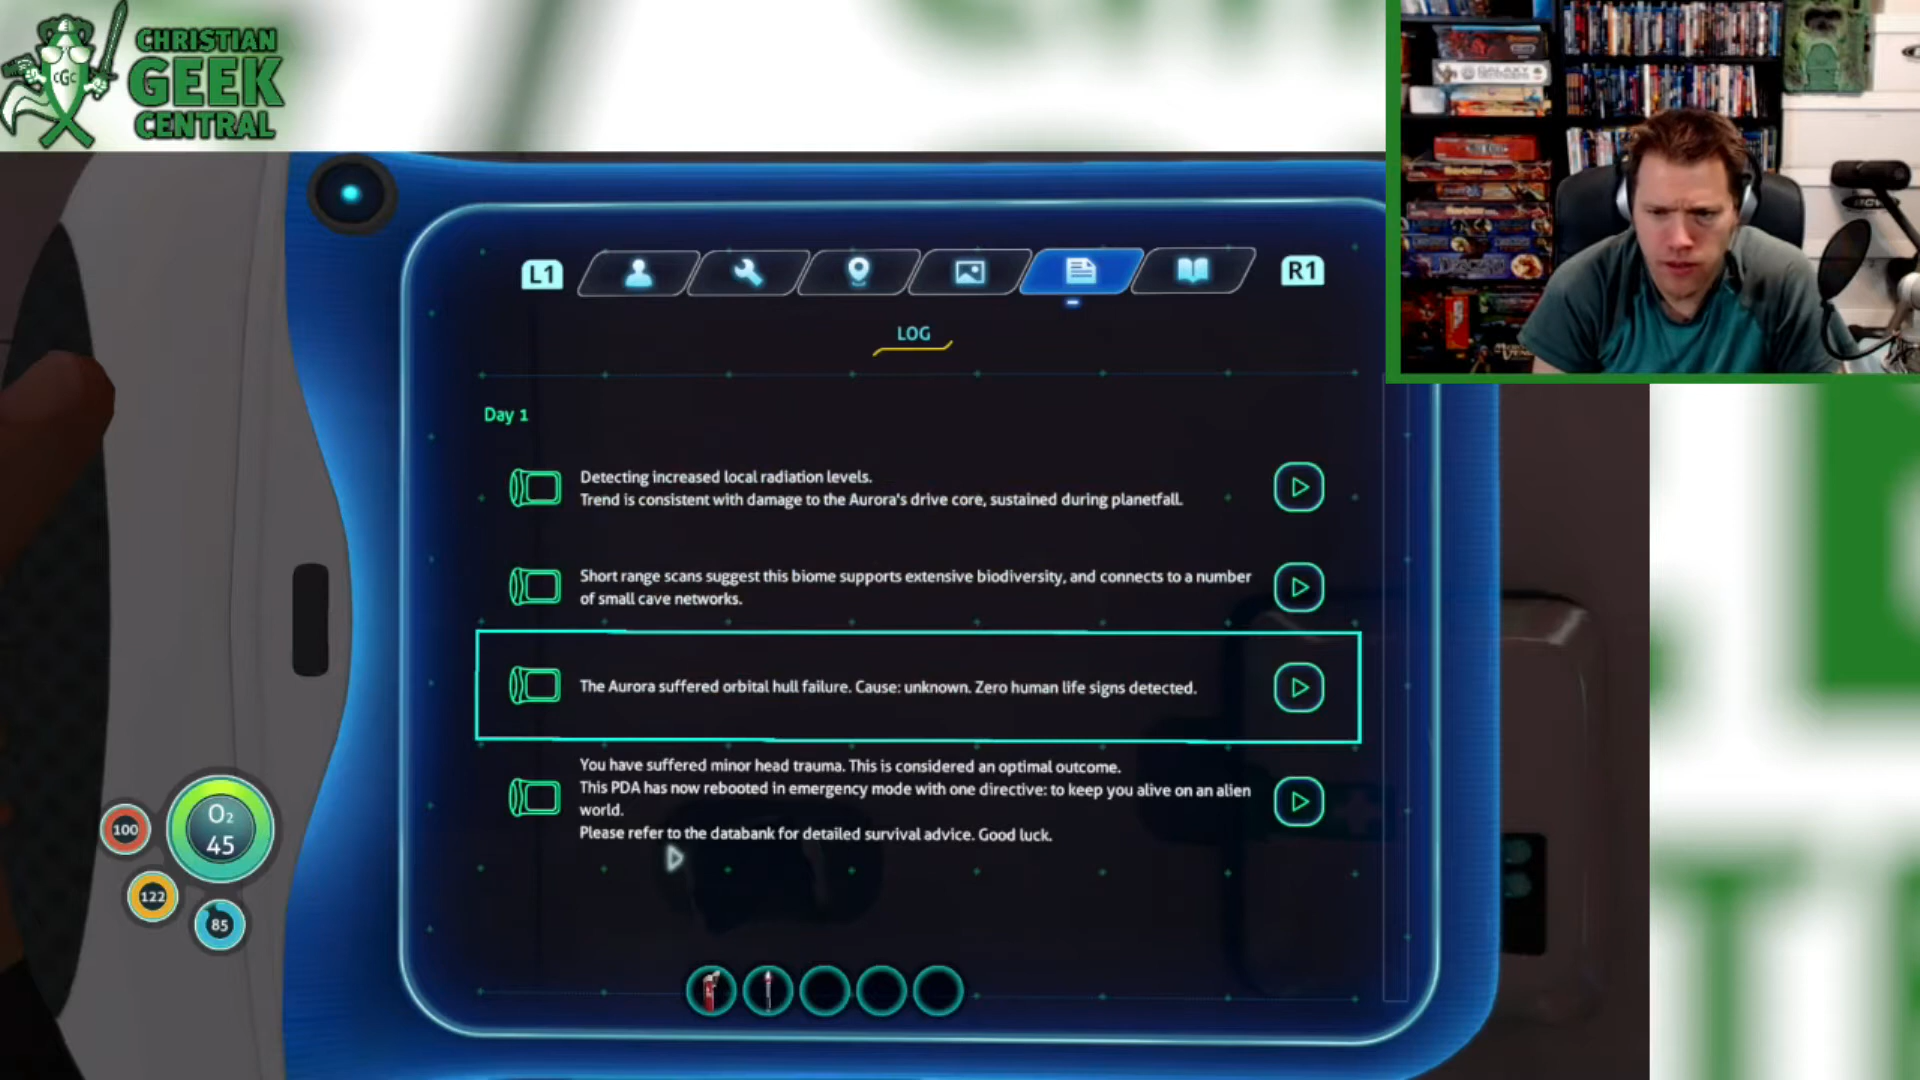 CHRISTIAN
GEEK
CENTRAL
CGC
L1
R1
LOG
Day 1
Detecting increased local radiation levels.
Trend is consistent with damage to the Aurora's drive core, sustained during planetfall.
Short range scans suggest this biome supports extensive biodiversity, and connects to a number
of small cave networks.
The Aurora suffered orbital hull failure. Cause: unknown. Zero human life signs detected.
You have suffered minor head trauma. This is considered an optimal outcome.
This PDA has now rebooted in emergency mode with one directive: to keep you alive on an alien
world.
Please refer to the databank for detailed survival advice. Good luck.
O₂
45
100
122
85
GALAXY